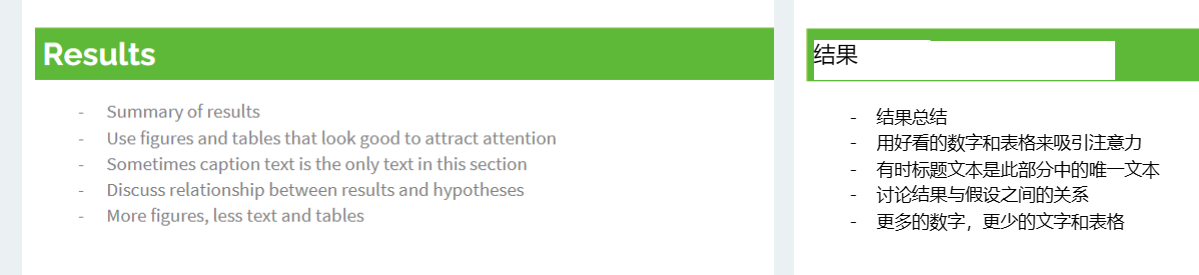 Results
- Summary of results
- Use figures and tables that look good to attract attention
- Sometimes caption text is the only text in this section
- Discuss relationship between results and hypotheses
- More figures, less text and tables
结果
- 结果总结
- 用好看的数字和表格来吸引注意力
- 有时标题文本是此部分中的唯一文本
- 讨论结果与假设之间的关系
- 更多的数字，更少的文字和表格